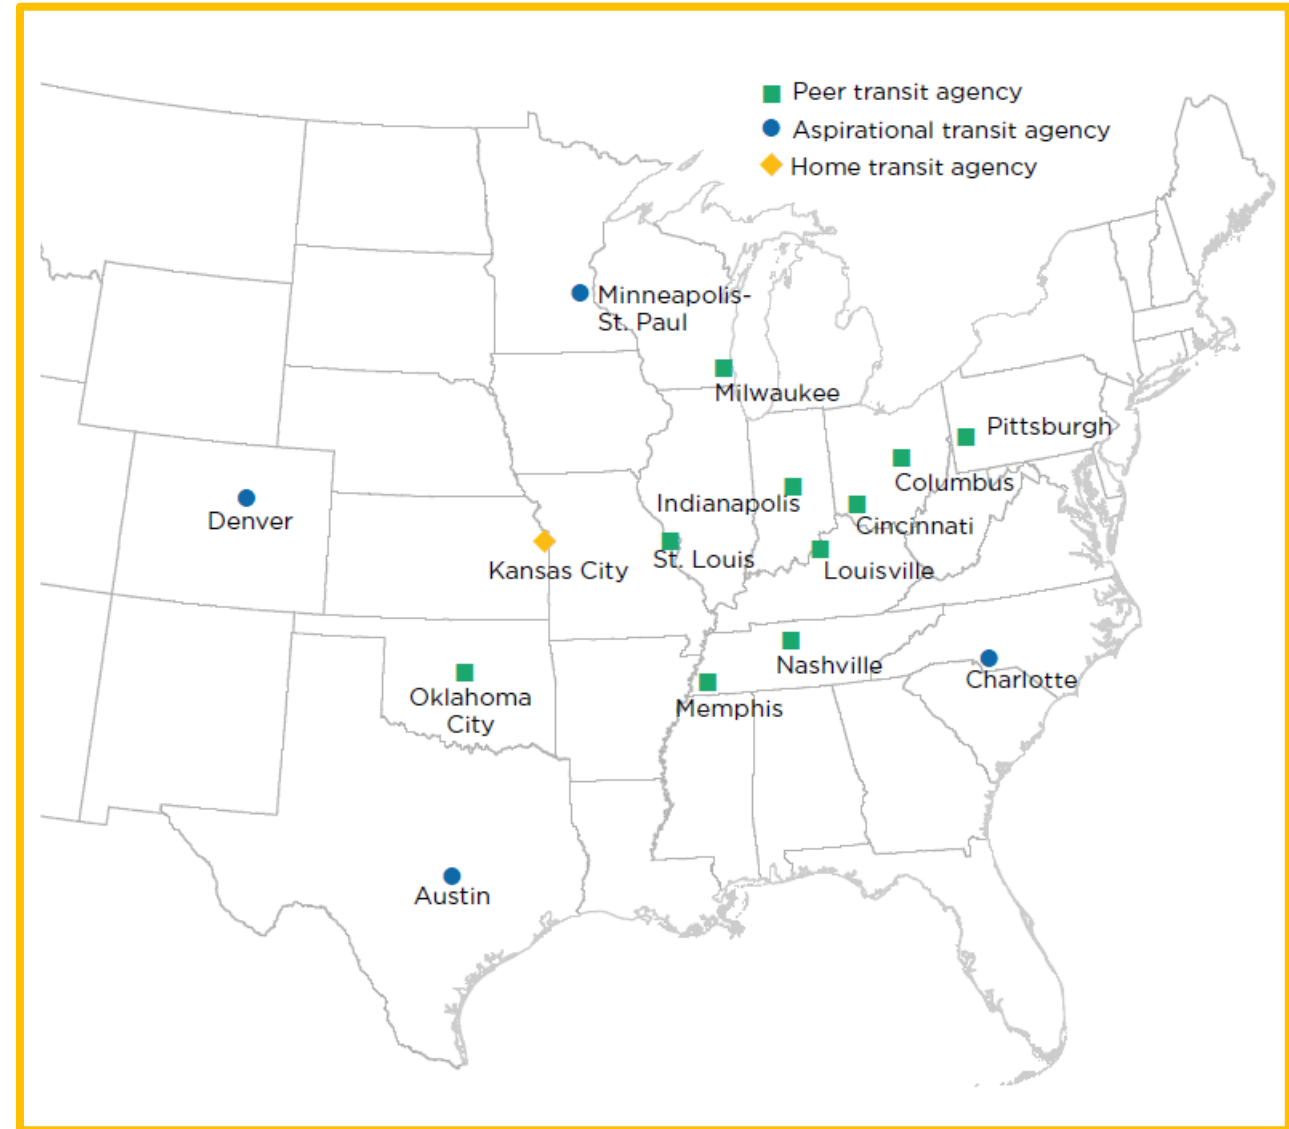 Peer transit agency
Aspirational transit agency
Home transit agency
Minneapolis-
St. Paul
Milwaukee
Pittsburgh
Columbus
Indianapolis
Denver
Cincinnati
St. Louis
Kansas City
Louisville
Nashville
Charlotte
Oklahoma
City
Memphis
Austin